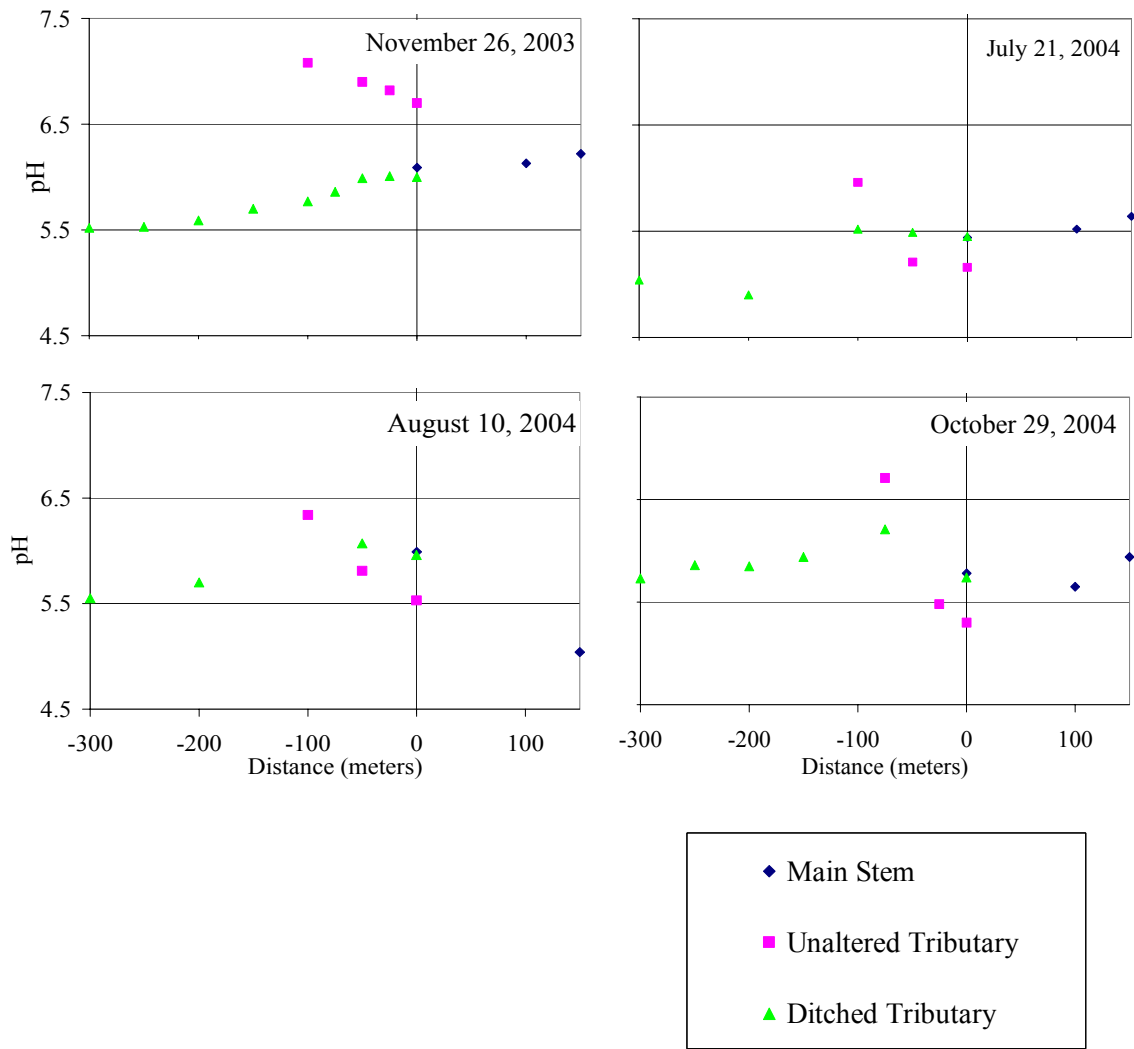 7.5
November 26, 2003
6.5
pH
5.5
4.5
July 21, 2004
7.5
August 10, 2004
6.5
pH
5.5
4.5
-300 -200 -100 0 100
Distance (meters)
October 29, 2004
-300 -200 -100 0 100
Distance (meters)
Main Stem
Unaltered Tributary
Ditched Tributary